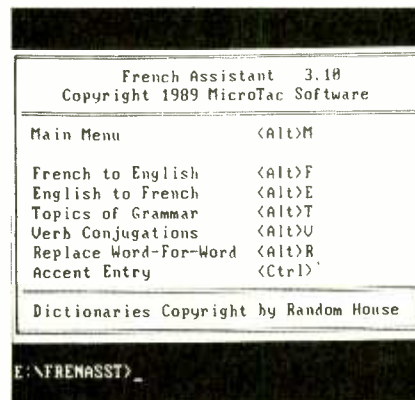 French Assistant 3.10
Copyright 1989 MicroTac Software
Main Menu <Alt>M
French to English <Alt>F
English to French <Alt>E
Topics of Grammar <Alt>T
Verb Conjugations <Alt>V
Replace Word-For-Word <Alt>R
Accent Entry <Ctrl>`
Dictionaries Copyright by Random House
E:\FRENASST>_